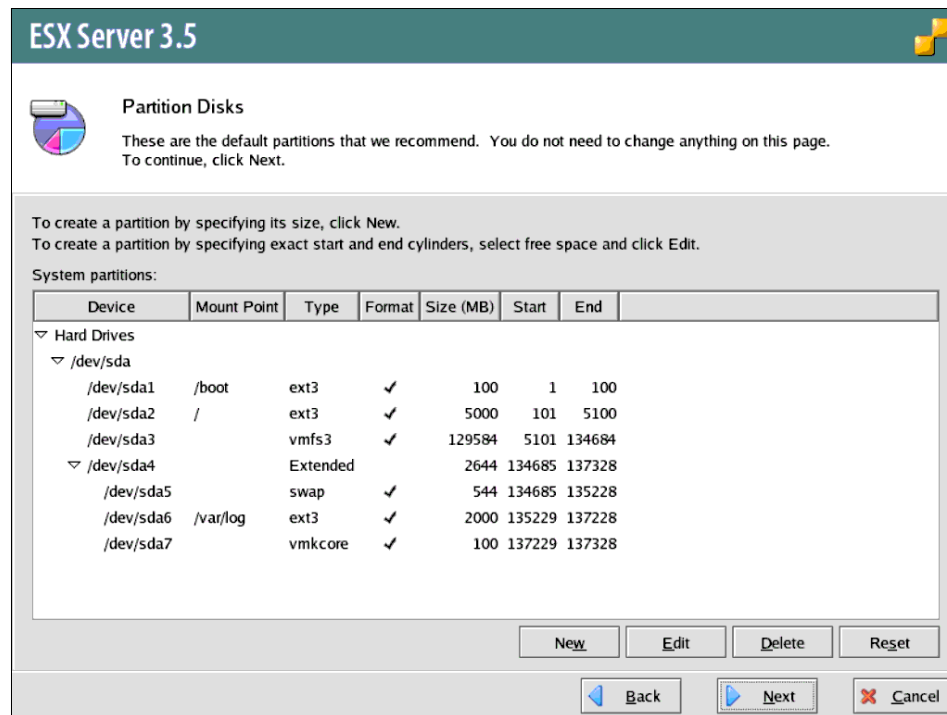 ESX Server 3.5
Partition Disks
These are the default partitions that we recommend. You do not need to change anything on this page.
To continue, click Next.
To create a partition by specifying its size, click New.
To create a partition by specifying exact start and end cylinders, select free space and click Edit.
System partitions:
Device Mount Point Type Format Size (MB) Start End
Hard Drives
/dev/sda
/dev/sda1 /boot ext3 ✓ 100 1 100
/dev/sda2 / ext3 ✓ 5000 101 5100
/dev/sda3 vmfs3 ✓ 129584 5101 134684
/dev/sda4 Extended 2644 134685 137328
/dev/sda5 swap ✓ 544 134685 135228
/dev/sda6 /var/log ext3 ✓ 2000 135229 137228
/dev/sda7 vmkcore ✓ 100 137229 137328
New Edit Delete Reset
Back Next Cancel